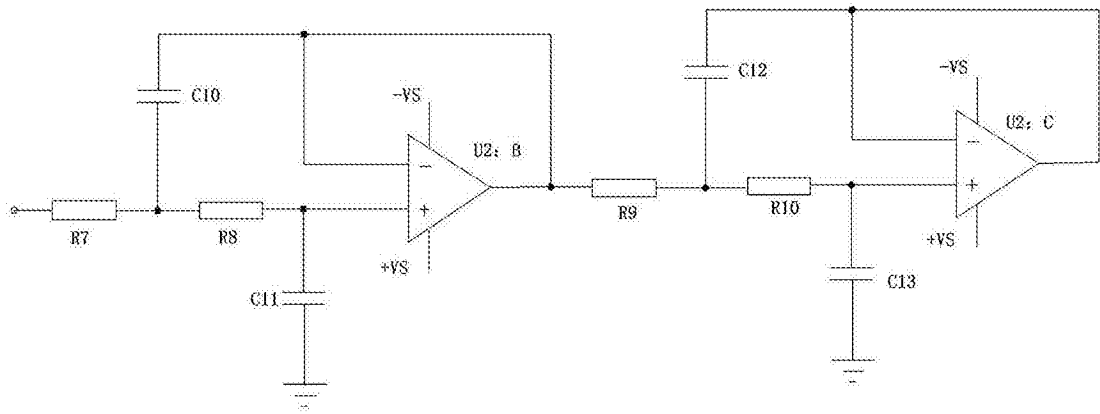 C10
-VS
U2: B
R7
R8
+VS
C11
C12
-VS
U2: C
R9
R10
+VS
C13